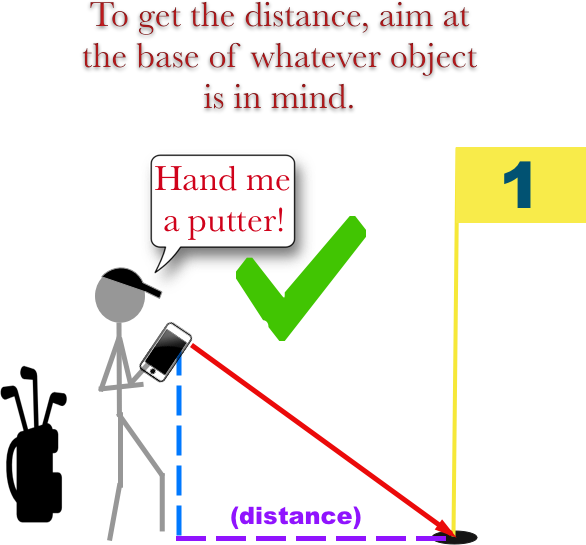 To get the distance, aim at
the base of whatever object
is in mind.
Hand me
a putter!
1
(distance)